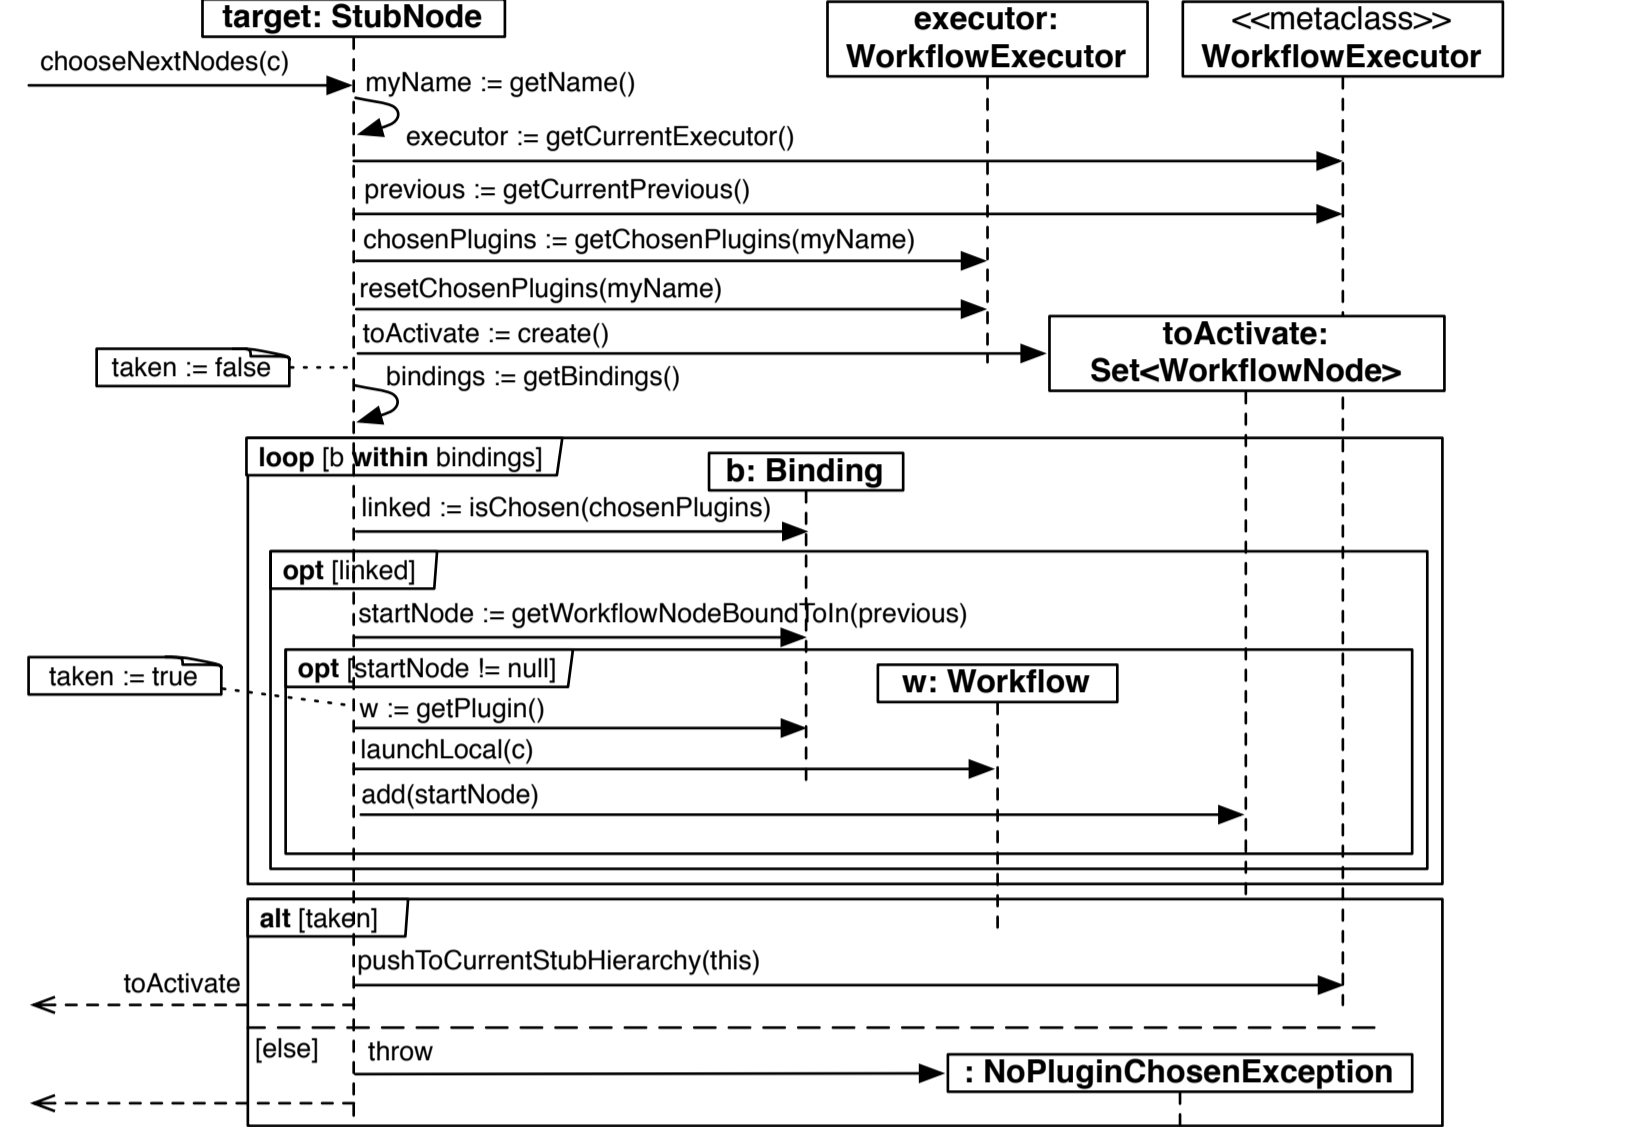 target: StubNode
executor:
WorkflowExecutor
<<metaclass>>
WorkflowExecutor
chooseNextNodes(c)
myName := getName()
executor := getCurrentExecutor()
previous := getCurrentPrevious()
chosenPlugins := getChosenPlugins(myName)
resetChosenPlugins(myName)
toActivate := create()
toActivate:
Set<WorkflowNode>
taken := false
bindings := getBindings()
loop [b within bindings]
b: Binding
linked := isChosen(chosenPlugins)
opt [linked]
startNode := getWorkflowNodeBoundToIn(previous)
opt [startNode != null]
taken := true
w: Workflow
w := getPlugin()
launchLocal(c)
add(startNode)
alt [taken]
pushToCurrentStubHierarchy(this)
toActivate
[else]
throw
: NoPluginChosenException